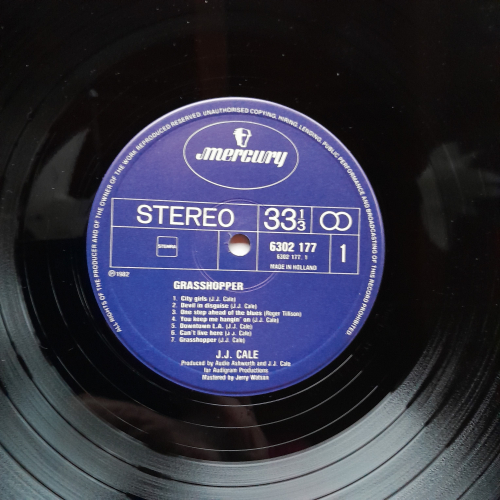 ALL RIGHTS OF THE PRODUCER AND OF THE OWNER OF THE WORK REPRODUCED RESERVED. UNAUTHORISED COPYING, HIRING, LENDING, PUBLIC PERFORMANCE AND BROADCASTING OF THIS RECORD PROHIBITED
mercury
STEREO 33 1/3
STEMRA
6302 177
6302 177. 1
MADE IN HOLLAND
1
℗ 1982
GRASSHOPPER
1. City girls (J.J. Cale)
2. Devil in disguise (J.J. Cale)
3. One step ahead of the blues (Roger Tillison)
4. You keep me hangin' on (J.J. Cale)
5. Downtown L.A. (J.J. Cale)
6. Can't live here (J.J. Cale)
7. Grasshopper (J.J. Cale)
J.J. CALE
Produced by Audie Ashworth and J.J. Cale
for Audigram Productions
Mastered by Jerry Watson